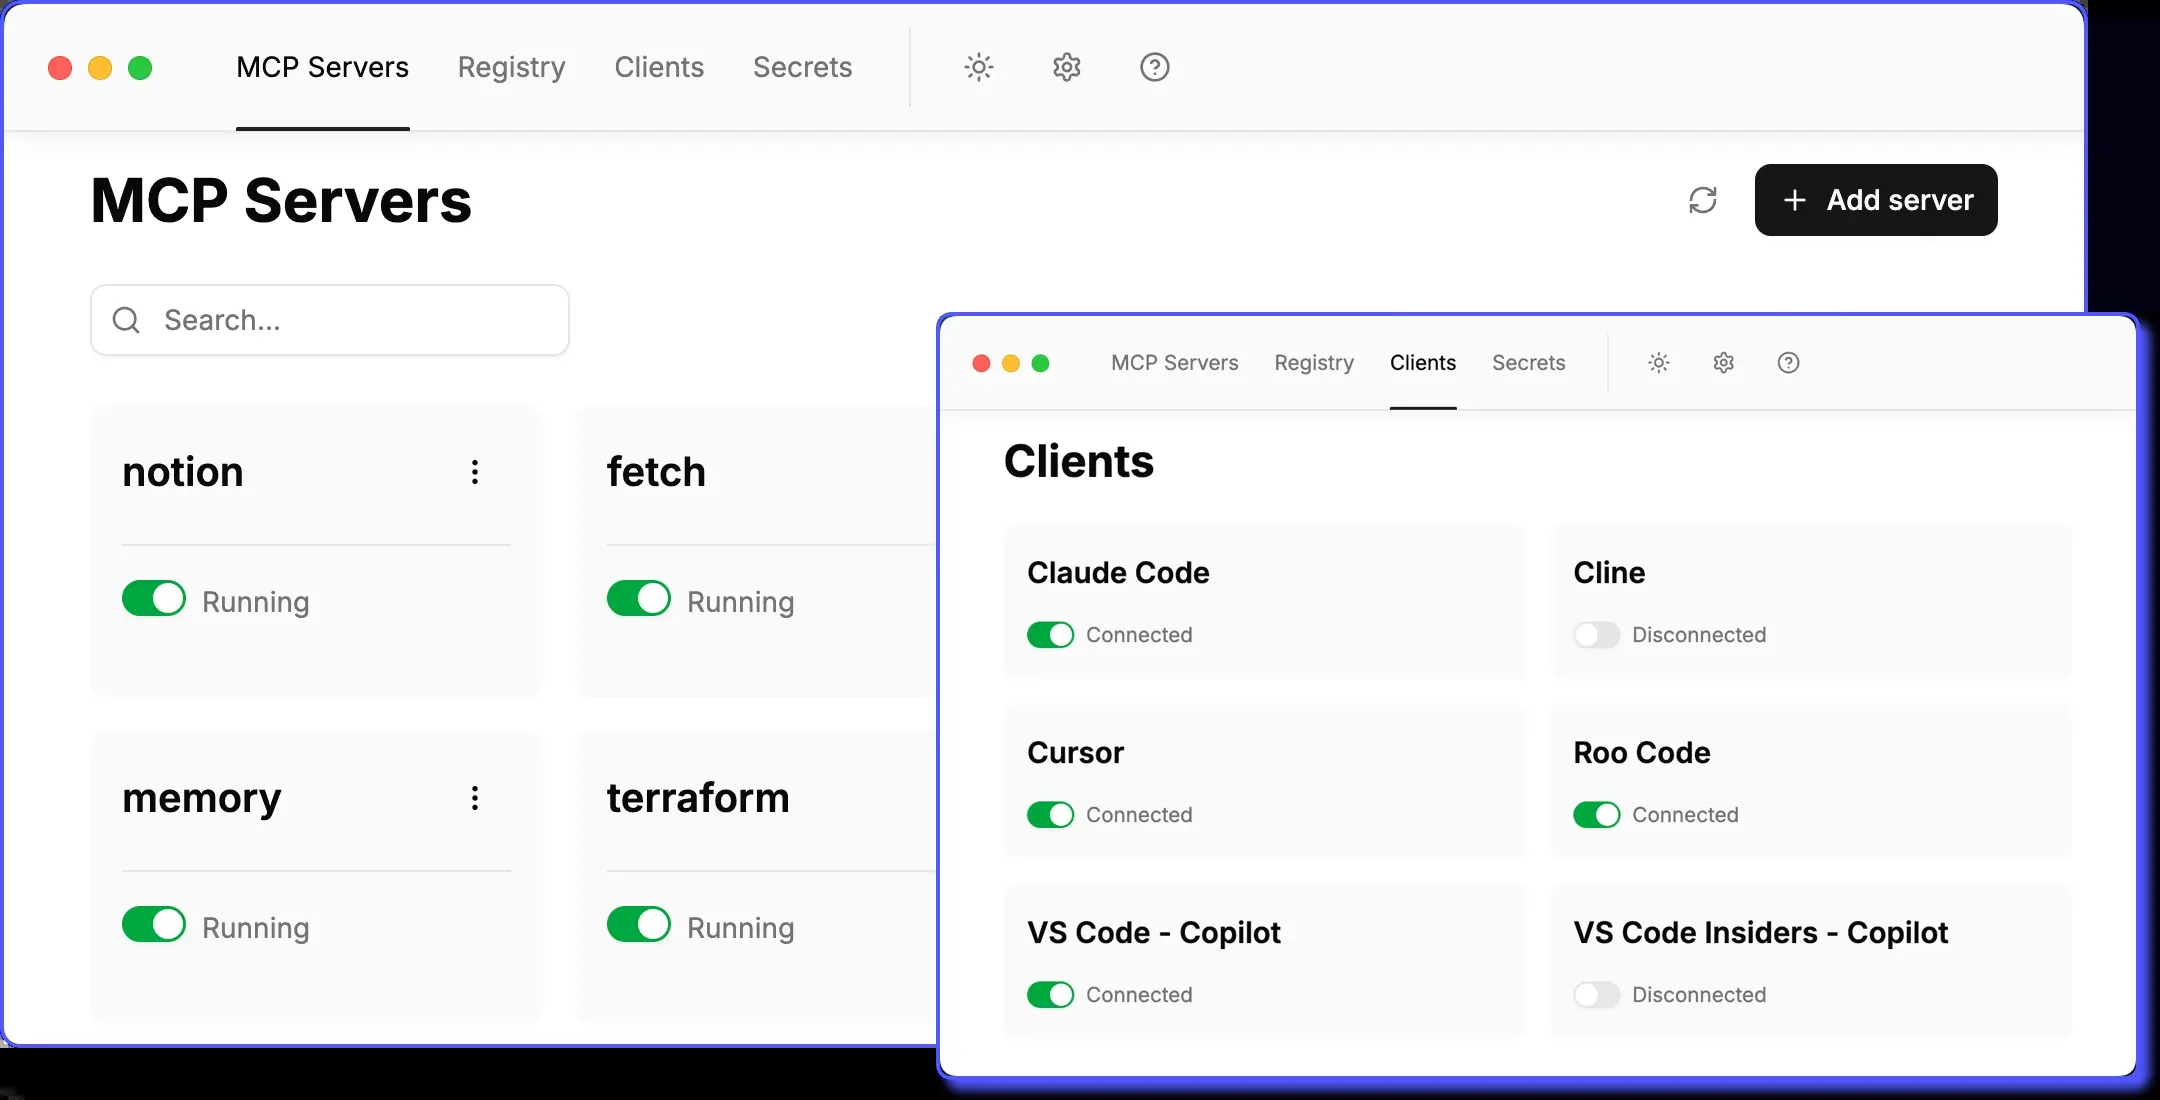 MCP Servers Registry Clients Secrets
MCP Servers
+ Add server
Search...
notion
Running
fetch
Running
memory
Running
terraform
Running
MCP Servers Registry Clients Secrets
Clients
Claude Code
Connected
Cline
Disconnected
Cursor
Connected
Roo Code
Connected
VS Code - Copilot
Connected
VS Code Insiders - Copilot
Disconnected